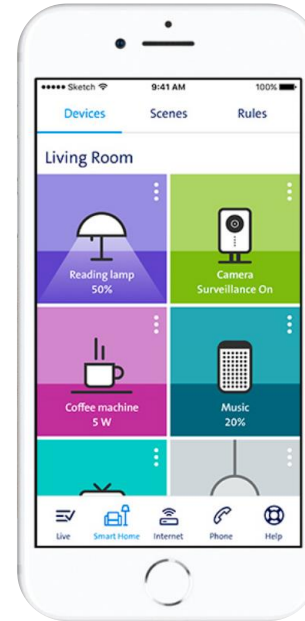 Sketch 9:41 AM 100%
Devices Scenes Rules
Living Room
Reading lamp
50%
Camera
Surveillance On
Coffee machine
5 W
Music
20%
Live Smart Home Internet Phone Help